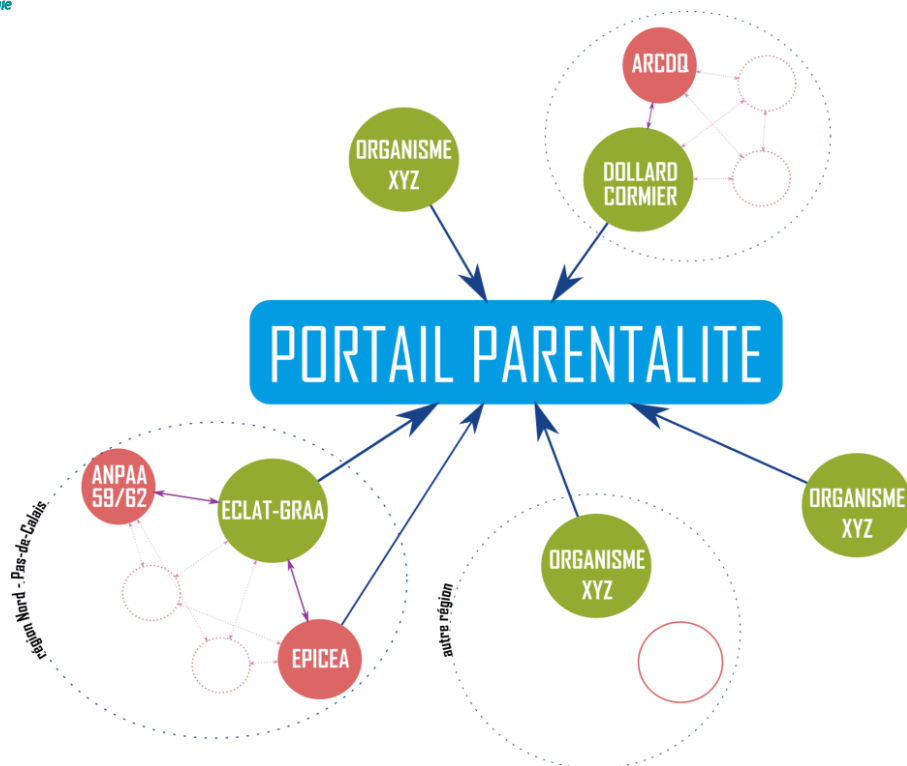 ARCDQ
ORGANISME
XYZ
DOLLARD
CORMIER
PORTAIL PARENTALITE
ANPAA
59/62
ECLAT-GRAA
ORGANISME
XYZ
ORGANISME
XYZ
EPICEA
région Nord - Pas-de-Calais
autre région